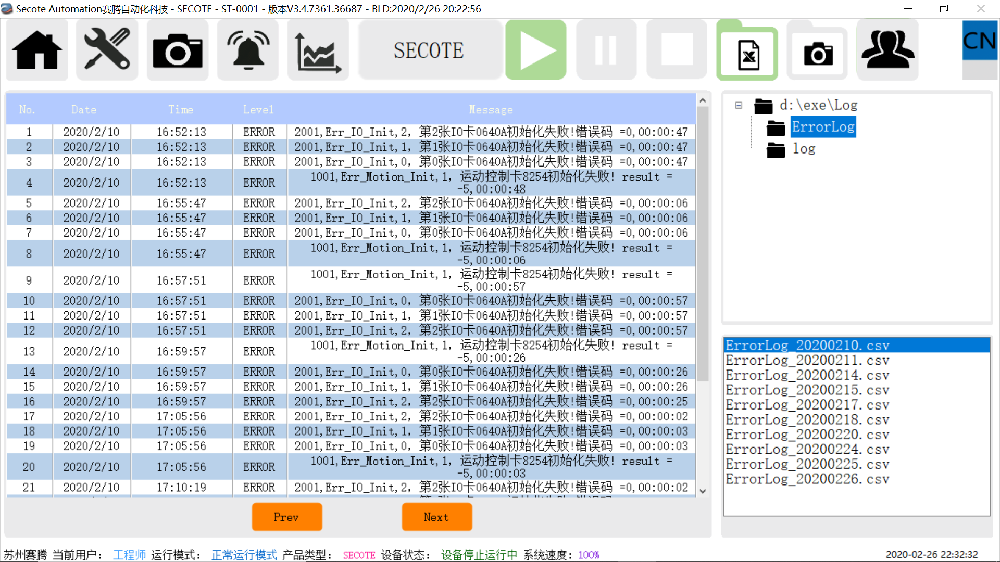 Secote Automation赛腾自动化科技 - SECOTE - ST-0001 - 版本V3.4.7361.36687 - BLD:2020/2/26 20:22:56
SECOTE
CN
No. Date Time Level Message
1 2020/2/10 16:52:13 ERROR 2001,Err_IO_Init,2, 第2张IO卡0640A初始化失败!错误码 =0,00:00:47
2 2020/2/10 16:52:13 ERROR 2001,Err_IO_Init,1, 第1张IO卡0640A初始化失败!错误码 =0,00:00:47
3 2020/2/10 16:52:13 ERROR 2001,Err_IO_Init,0, 第0张IO卡0640A初始化失败!错误码 =0,00:00:47
4 2020/2/10 16:52:13 ERROR 1001,Err_Motion_Init,1, 运动控制卡8254初始化失败! result =
-5,00:00:48
5 2020/2/10 16:55:47 ERROR 2001,Err_IO_Init,2, 第2张IO卡0640A初始化失败!错误码 =0,00:00:06
6 2020/2/10 16:55:47 ERROR 2001,Err_IO_Init,1, 第1张IO卡0640A初始化失败!错误码 =0,00:00:06
7 2020/2/10 16:55:47 ERROR 2001,Err_IO_Init,0, 第0张IO卡0640A初始化失败!错误码 =0,00:00:06
8 2020/2/10 16:55:47 ERROR 1001,Err_Motion_Init,1, 运动控制卡8254初始化失败! result =
-5,00:00:06
9 2020/2/10 16:57:51 ERROR 1001,Err_Motion_Init,1, 运动控制卡8254初始化失败! result =
-5,00:00:57
10 2020/2/10 16:57:51 ERROR 2001,Err_IO_Init,0, 第0张IO卡0640A初始化失败!错误码 =0,00:00:57
11 2020/2/10 16:57:51 ERROR 2001,Err_IO_Init,1, 第1张IO卡0640A初始化失败!错误码 =0,00:00:57
12 2020/2/10 16:57:51 ERROR 2001,Err_IO_Init,2, 第2张IO卡0640A初始化失败!错误码 =0,00:00:57
13 2020/2/10 16:59:57 ERROR 1001,Err_Motion_Init,1, 运动控制卡8254初始化失败! result =
-5,00:00:26
14 2020/2/10 16:59:57 ERROR 2001,Err_IO_Init,0, 第0张IO卡0640A初始化失败!错误码 =0,00:00:26
15 2020/2/10 16:59:57 ERROR 2001,Err_IO_Init,1, 第1张IO卡0640A初始化失败!错误码 =0,00:00:26
16 2020/2/10 16:59:57 ERROR 2001,Err_IO_Init,2, 第2张IO卡0640A初始化失败!错误码 =0,00:00:25
17 2020/2/10 17:05:56 ERROR 2001,Err_IO_Init,2, 第2张IO卡0640A初始化失败!错误码 =0,00:00:02
18 2020/2/10 17:05:56 ERROR 2001,Err_IO_Init,1, 第1张IO卡0640A初始化失败!错误码 =0,00:00:03
19 2020/2/10 17:05:56 ERROR 2001,Err_IO_Init,0, 第0张IO卡0640A初始化失败!错误码 =0,00:00:03
20 2020/2/10 17:05:56 ERROR 1001,Err_Motion_Init,1, 运动控制卡8254初始化失败! result =
-5,00:00:03
21 2020/2/10 17:10:19 ERROR 2001,Err_IO_Init,2, 第2张IO卡0640A初始化失败!错误码 =0,00:00:02
Prev Next
d:\exe\Log
ErrorLog
log
ErrorLog_20200210.csv
ErrorLog_20200211.csv
ErrorLog_20200214.csv
ErrorLog_20200215.csv
ErrorLog_20200217.csv
ErrorLog_20200218.csv
ErrorLog_20200220.csv
ErrorLog_20200224.csv
ErrorLog_20200225.csv
ErrorLog_20200226.csv
苏州赛腾 当前用户: 工程师 运行模式: 正常运行模式 产品类型: SECOTE 设备状态: 设备停止运行中 系统速度: 100% 2020-02-26 22:32:32